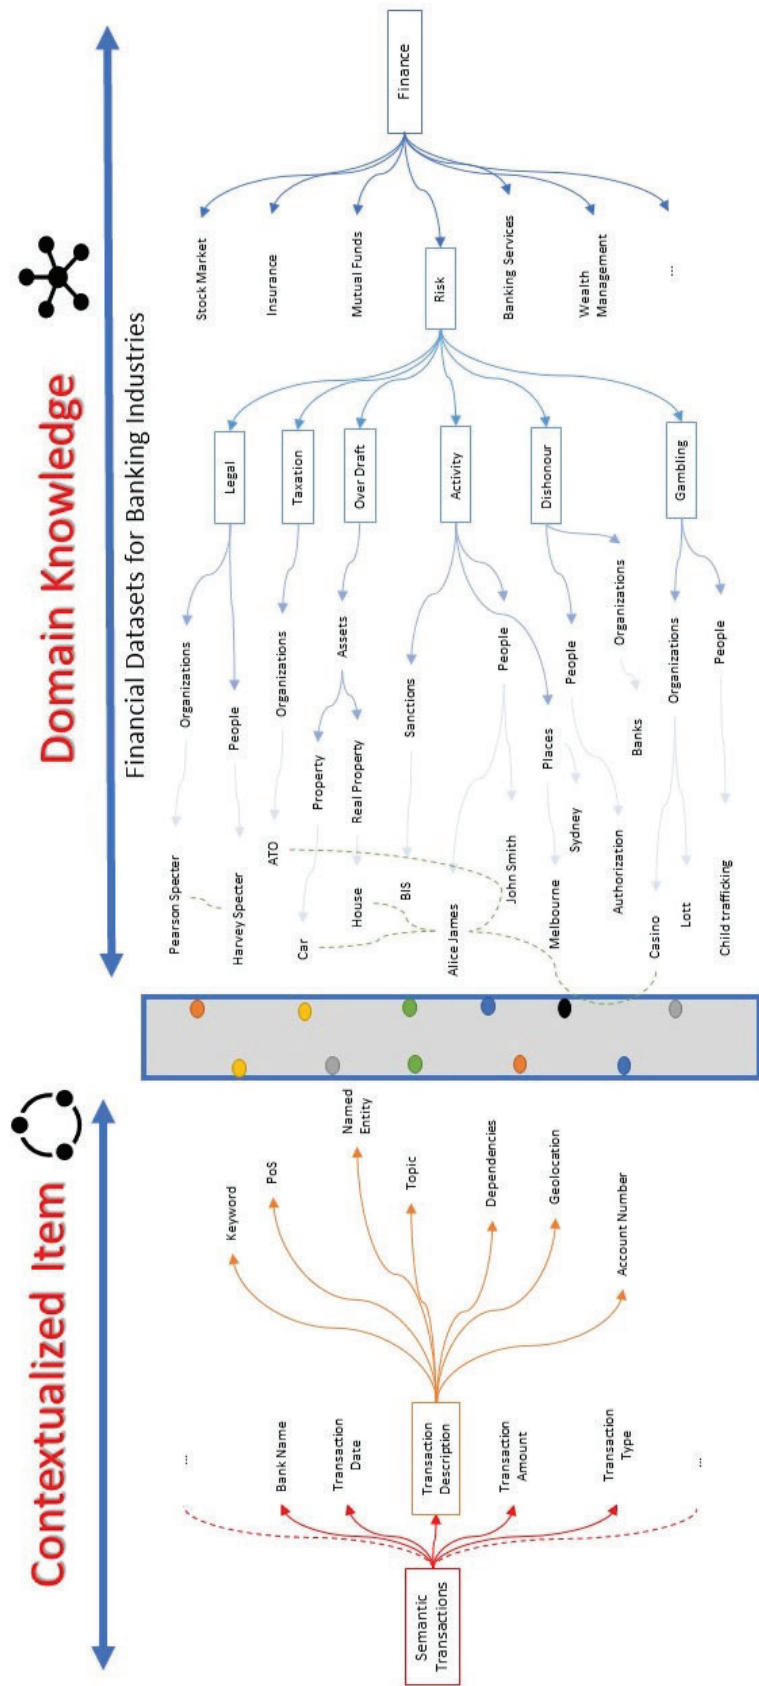 Contextualized Item
Domain Knowledge
Financial Datasets for Banking Industries
Semantic
Transactions
...
Bank Name
Transaction
Date
Transaction
Description
Transaction
Amount
Transaction
Type
...
Keyword
PoS
Named
Entity
Topic
Dependencies
Geolocation
Account Number
Pearson Specter
Harvey Specter
ATO
Car
House
BIS
Alice James
John Smith
Melbourne
Sydney
Authorization
Casino
Lott
Child trafficking
Organizations
People
Organizations
Property
Real Property
Assets
Sanctions
People
Places
People
Banks
Organizations
Organizations
People
Legal
Taxation
Over Draft
Activity
Dishonour
Gambling
Stock Market
Insurance
Mutual Funds
Risk
Banking Services
Wealth
Management
...
Finance